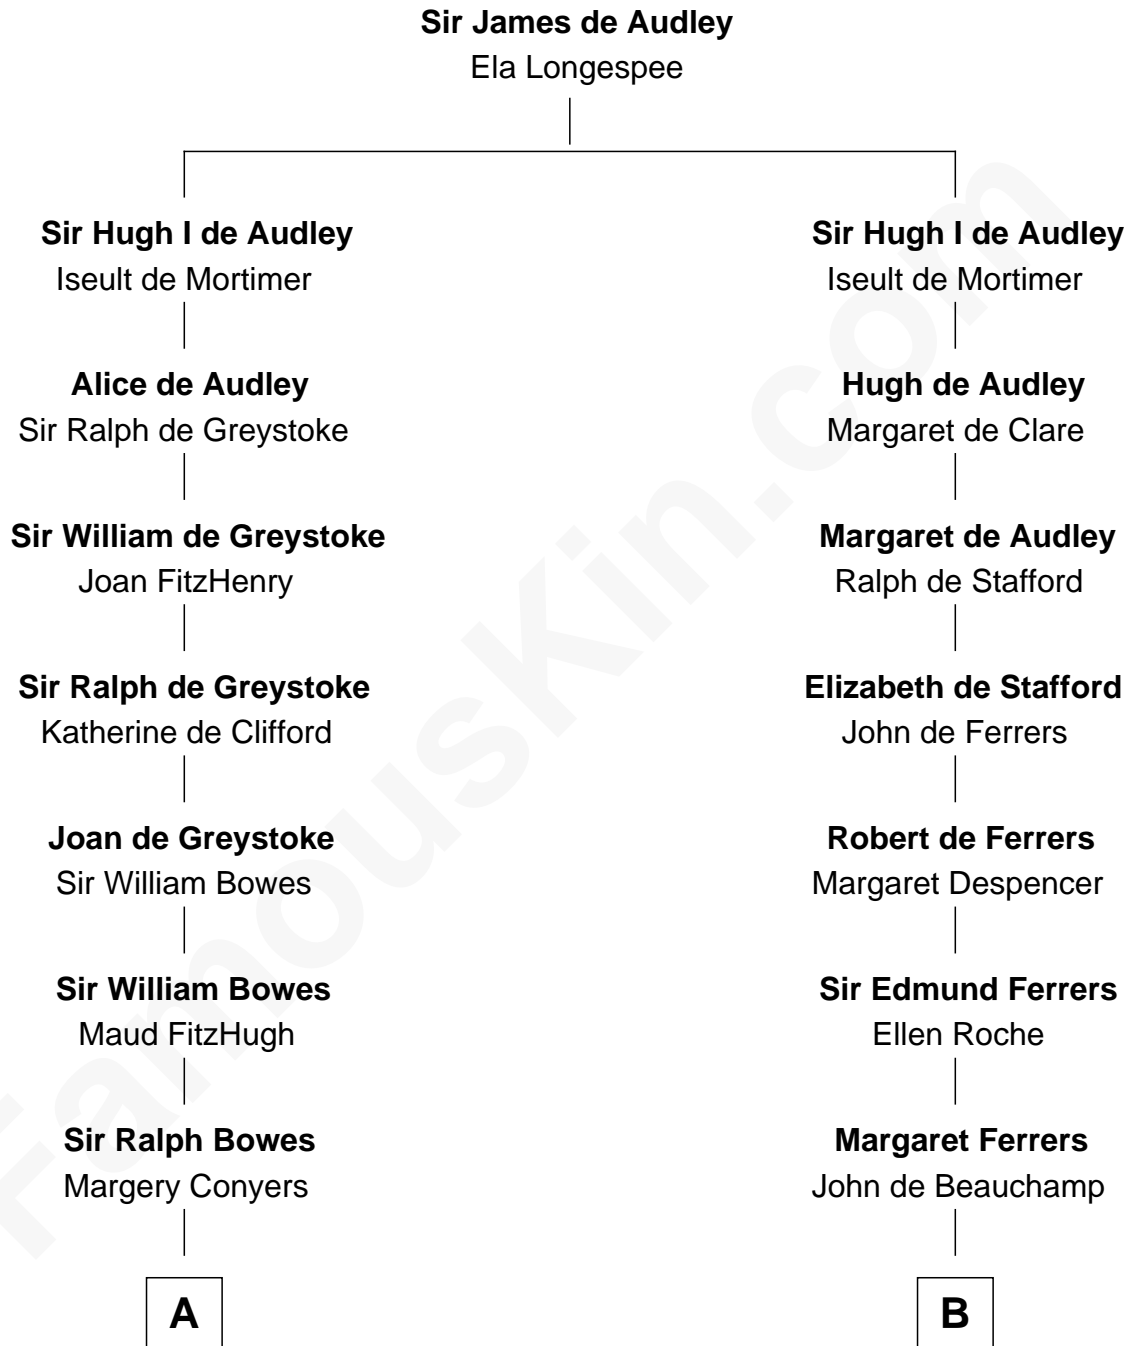 Sir James de Audley
Ela Longespee
Sir Hugh I de Audley
Iseult de Mortimer
Sir Hugh I de Audley
Iseult de Mortimer
Alice de Audley
Sir Ralph de Greystoke
Hugh de Audley
Margaret de Clare
Sir William de Greystoke
Joan FitzHenry
Margaret de Audley
Ralph de Stafford
Sir Ralph de Greystoke
Katherine de Clifford
Elizabeth de Stafford
John de Ferrers
Joan de Greystoke
Sir William Bowes
Robert de Ferrers
Margaret Despencer
Sir William Bowes
Maud FitzHugh
Sir Edmund Ferrers
Ellen Roche
Sir Ralph Bowes
Margery Conyers
Margaret Ferrers
John de Beauchamp
A
B
FamousKin.com